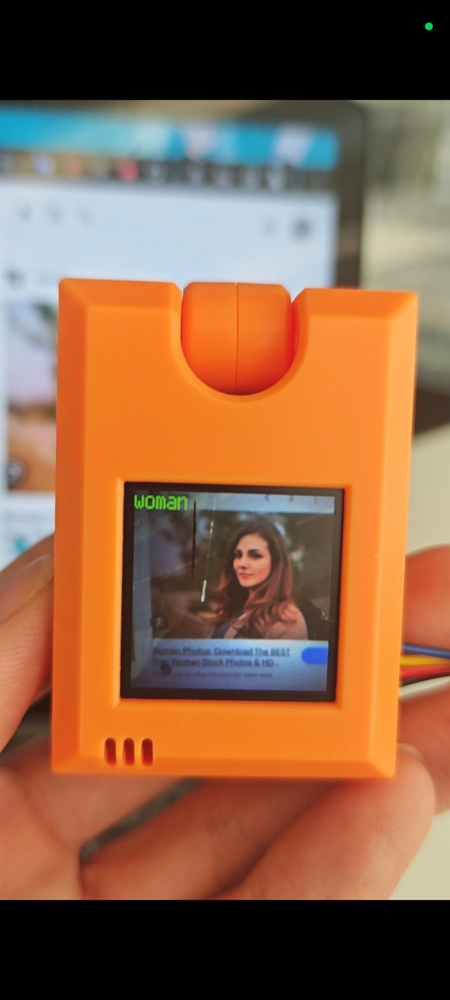 woman
Woman Photos, Download The BEST
Free Woman Stock Photos & HD...